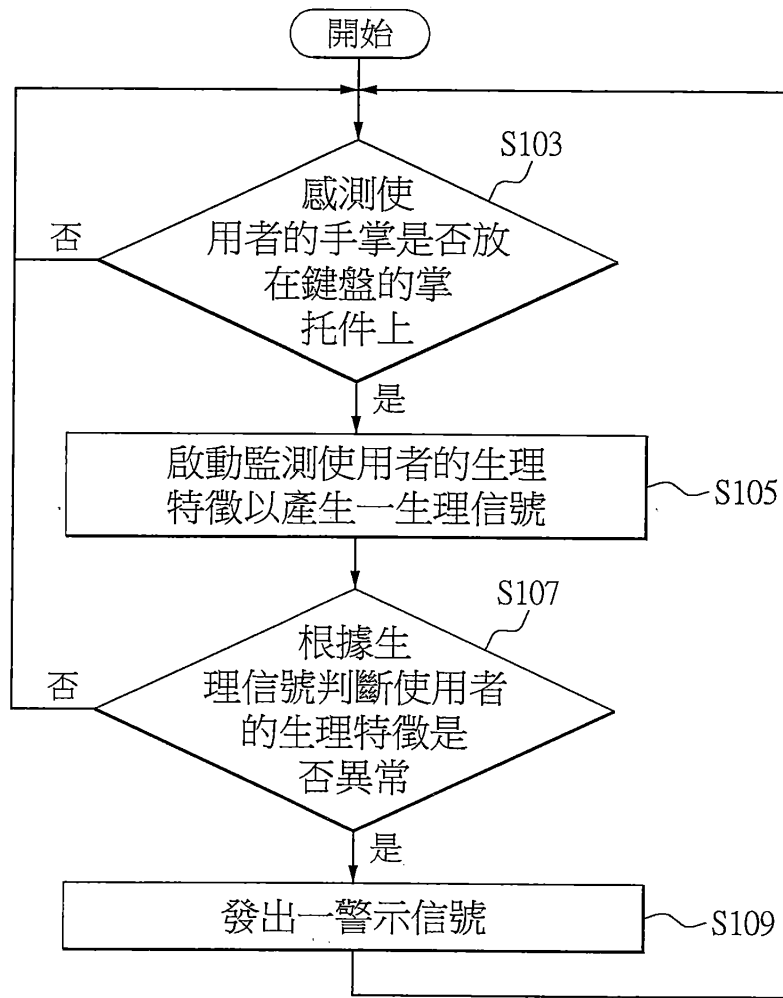 開始
S103
感測使
用者的手掌是否放
在鍵盤的掌
托件上
否
是
啟動監測使用者的生理
特徵以產生一生理信號
S105
S107
根據生
理信號判斷使用者
的生理特徵是
否異常
否
是
發出一警示信號
S109